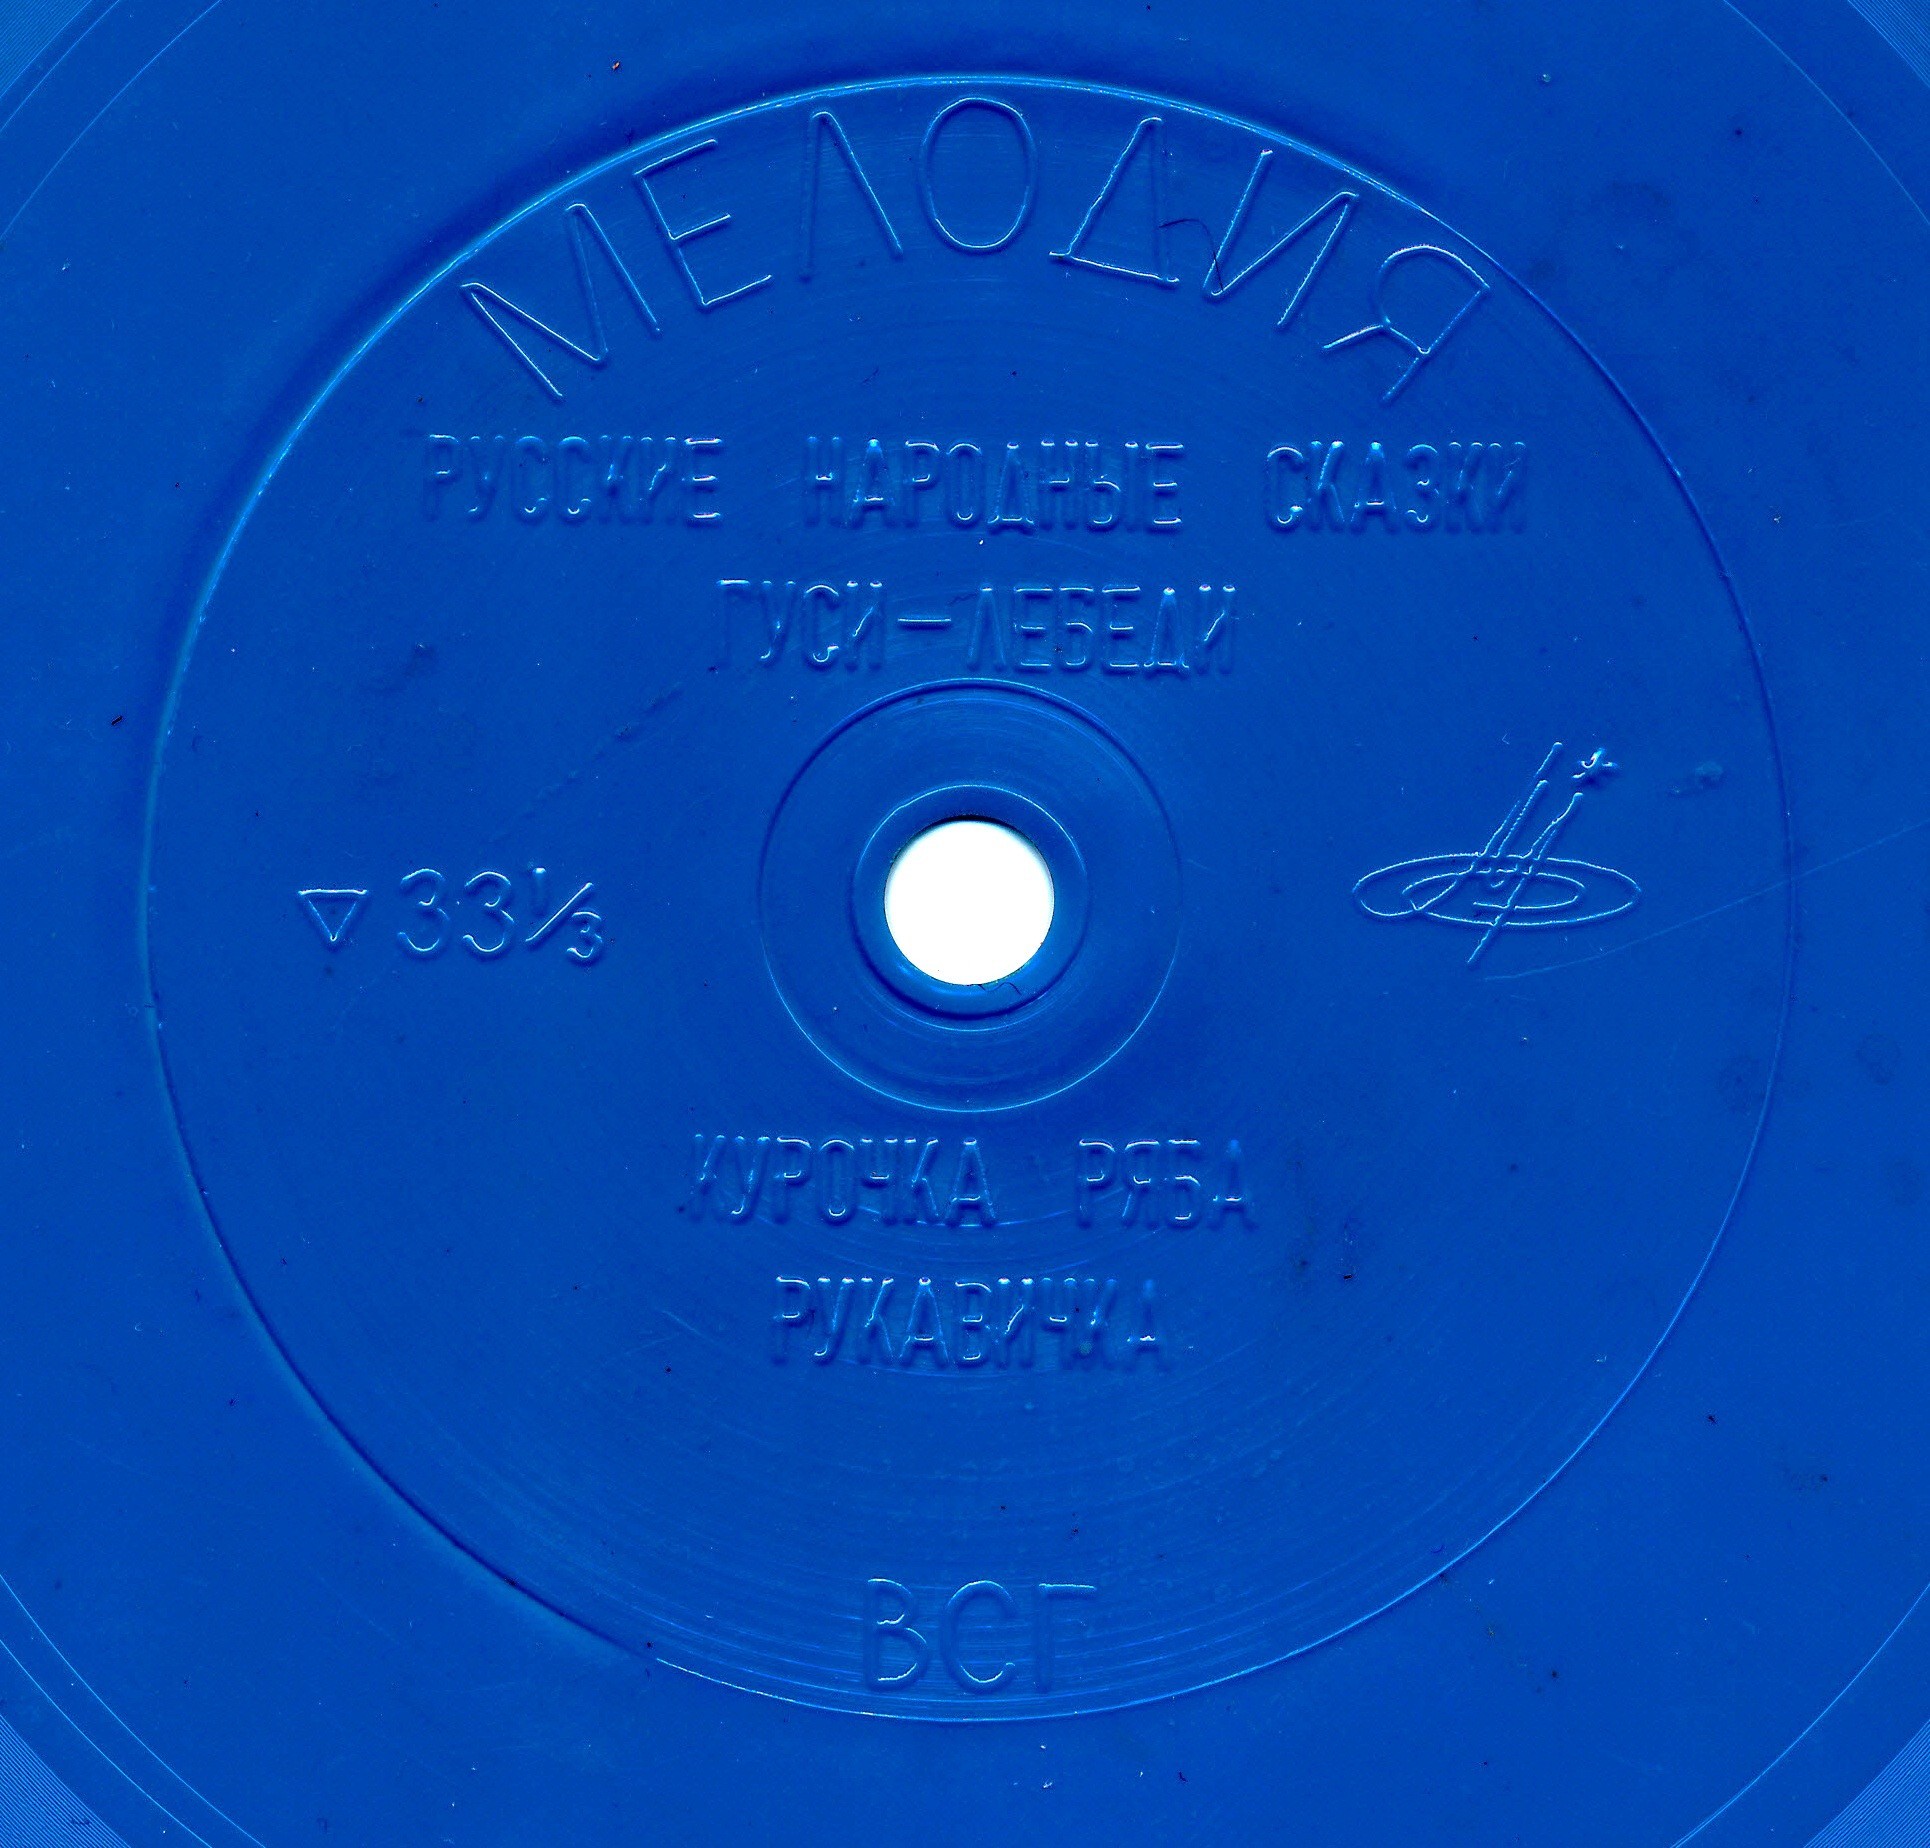 МЕЛОДИЯ
РУССКИЕ НАРОДНЫЕ СКАЗКИ
ГУСИ—ЛЕБЕДИ
▽ 33⅓
КУРОЧКА РЯБА
РУКАВИЧКА
ВСГ